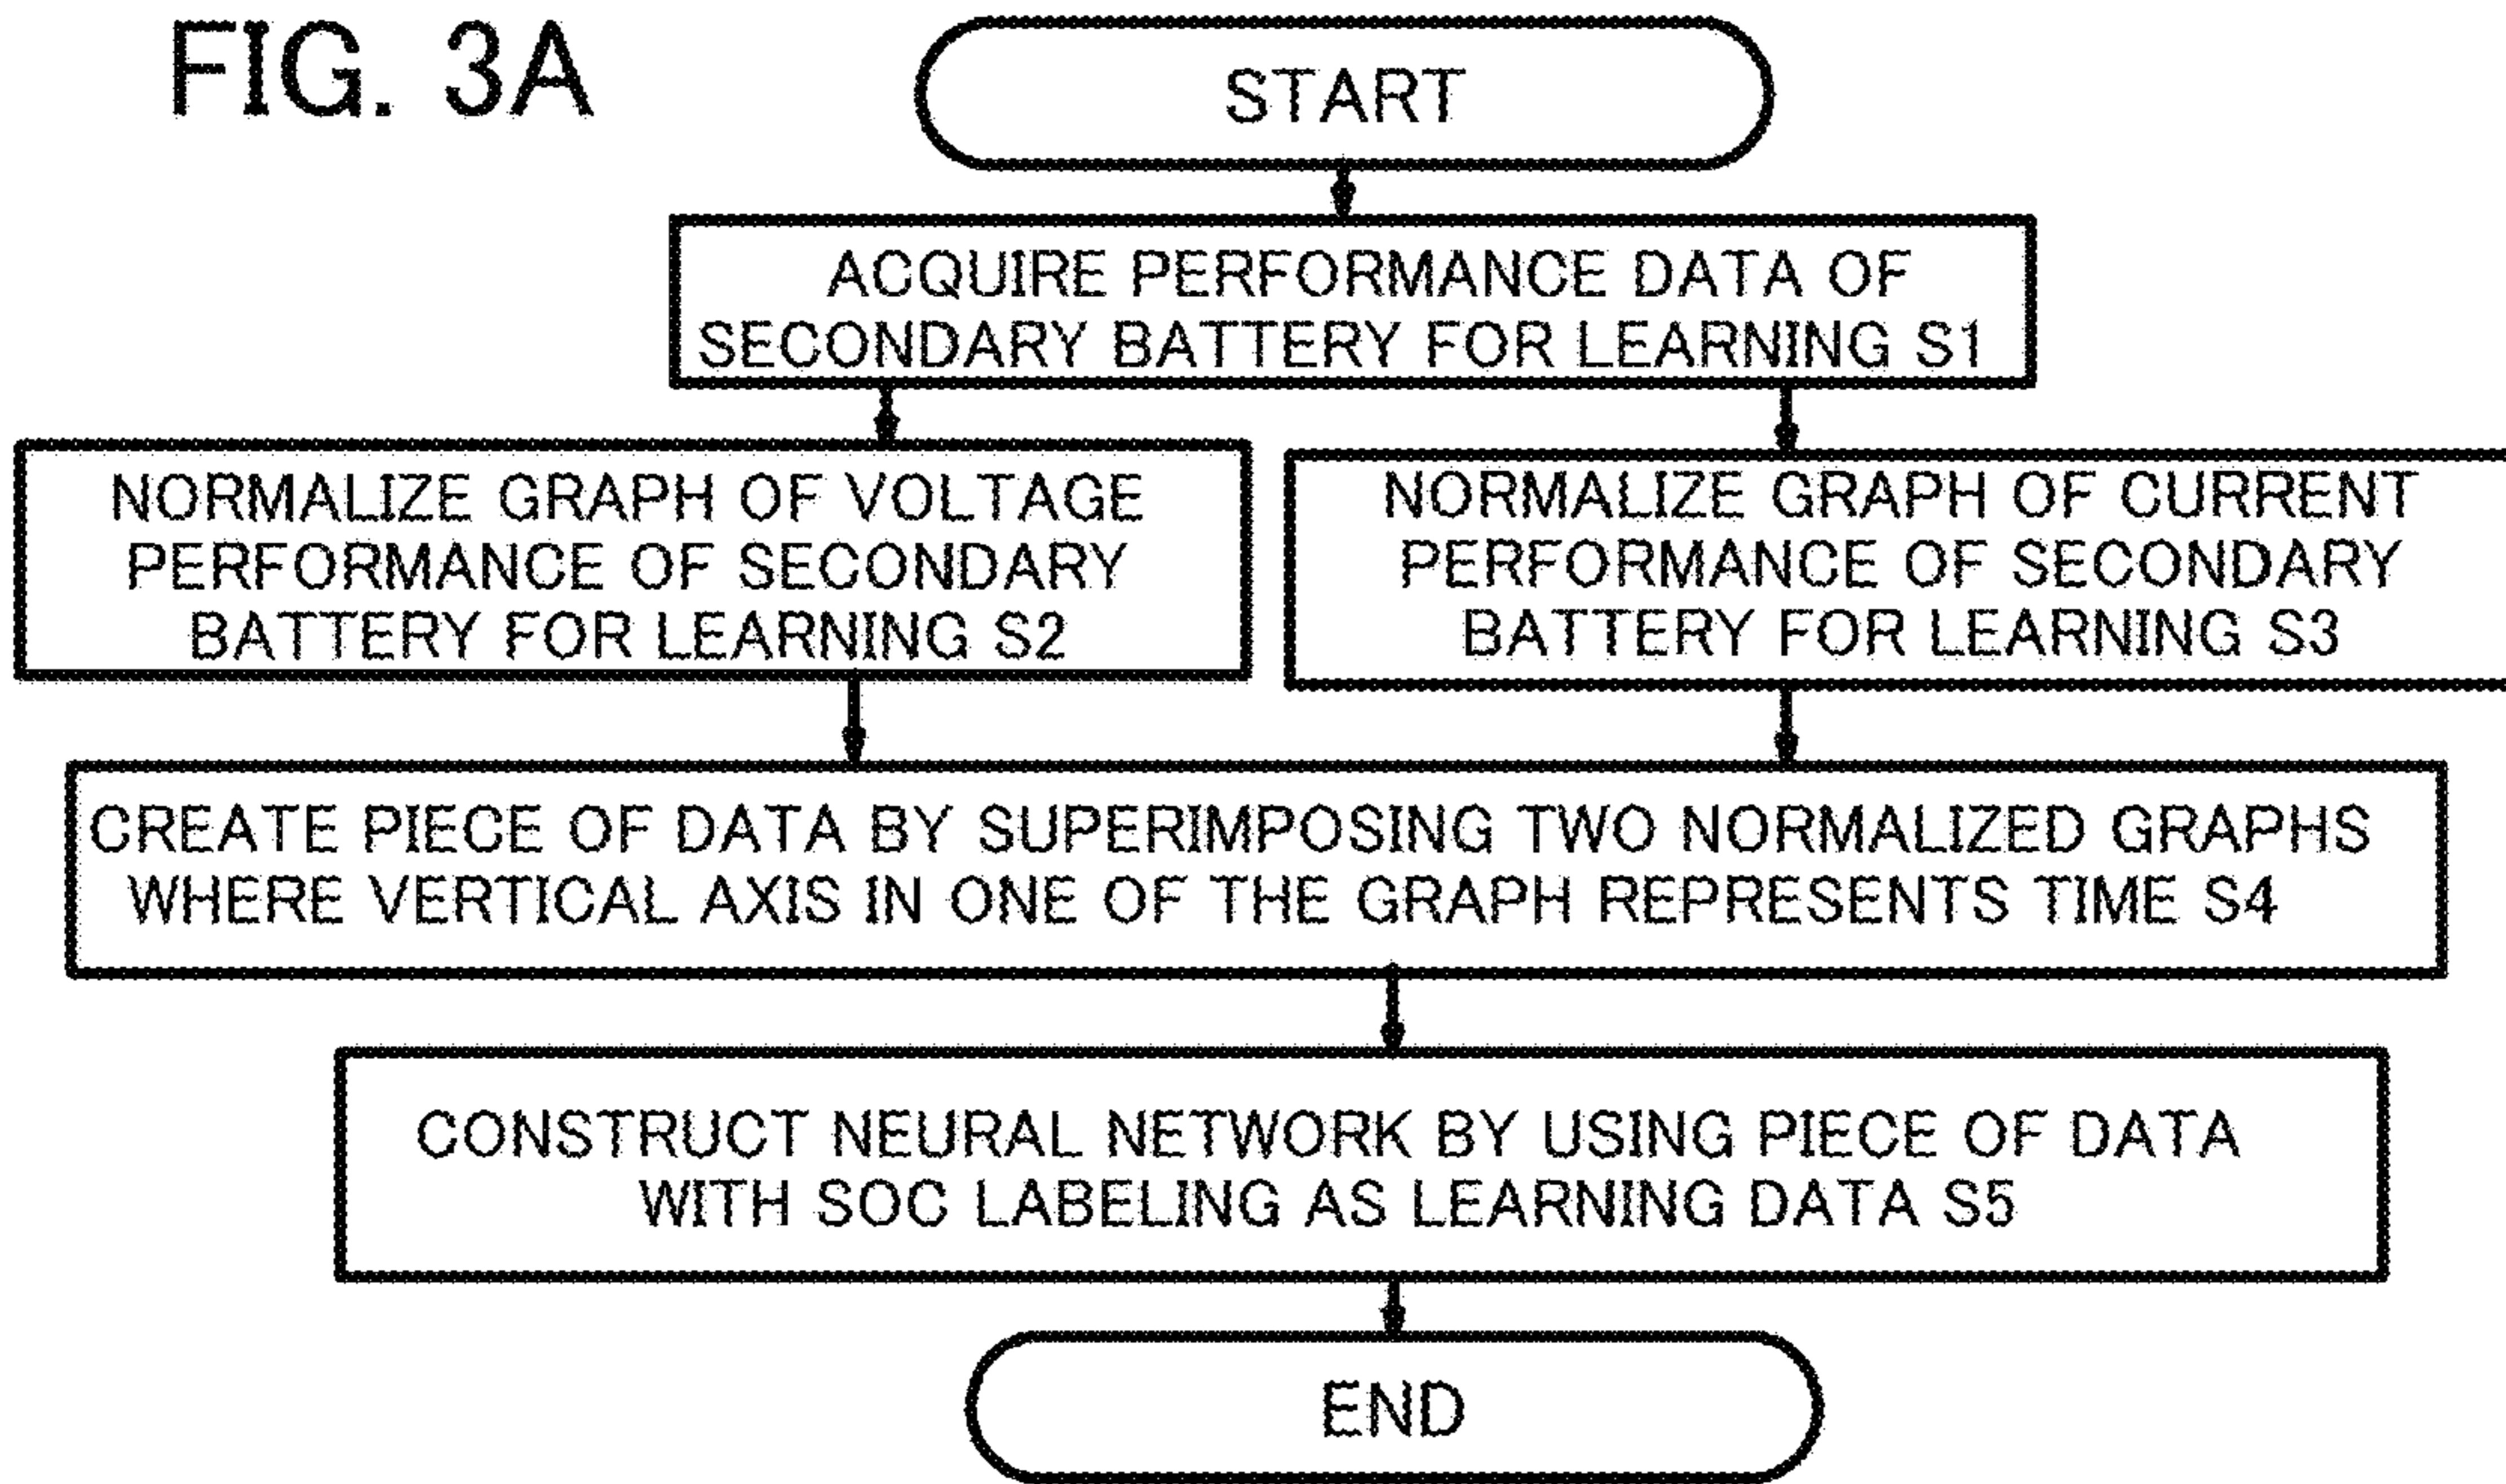 FIG. 3A
START
ACQUIRE PERFORMANCE DATA OF
SECONDARY BATTERY FOR LEARNING S1
NORMALIZE GRAPH OF VOLTAGE
PERFORMANCE OF SECONDARY
BATTERY FOR LEARNING S2
NORMALIZE GRAPH OF CURRENT
PERFORMANCE OF SECONDARY
BATTERY FOR LEARNING S3
CREATE PIECE OF DATA BY SUPERIMPOSING TWO NORMALIZED GRAPHS
WHERE VERTICAL AXIS IN ONE OF THE GRAPH REPRESENTS TIME S4
CONSTRUCT NEURAL NETWORK BY USING PIECE OF DATA
WITH SOC LABELING AS LEARNING DATA S5
END